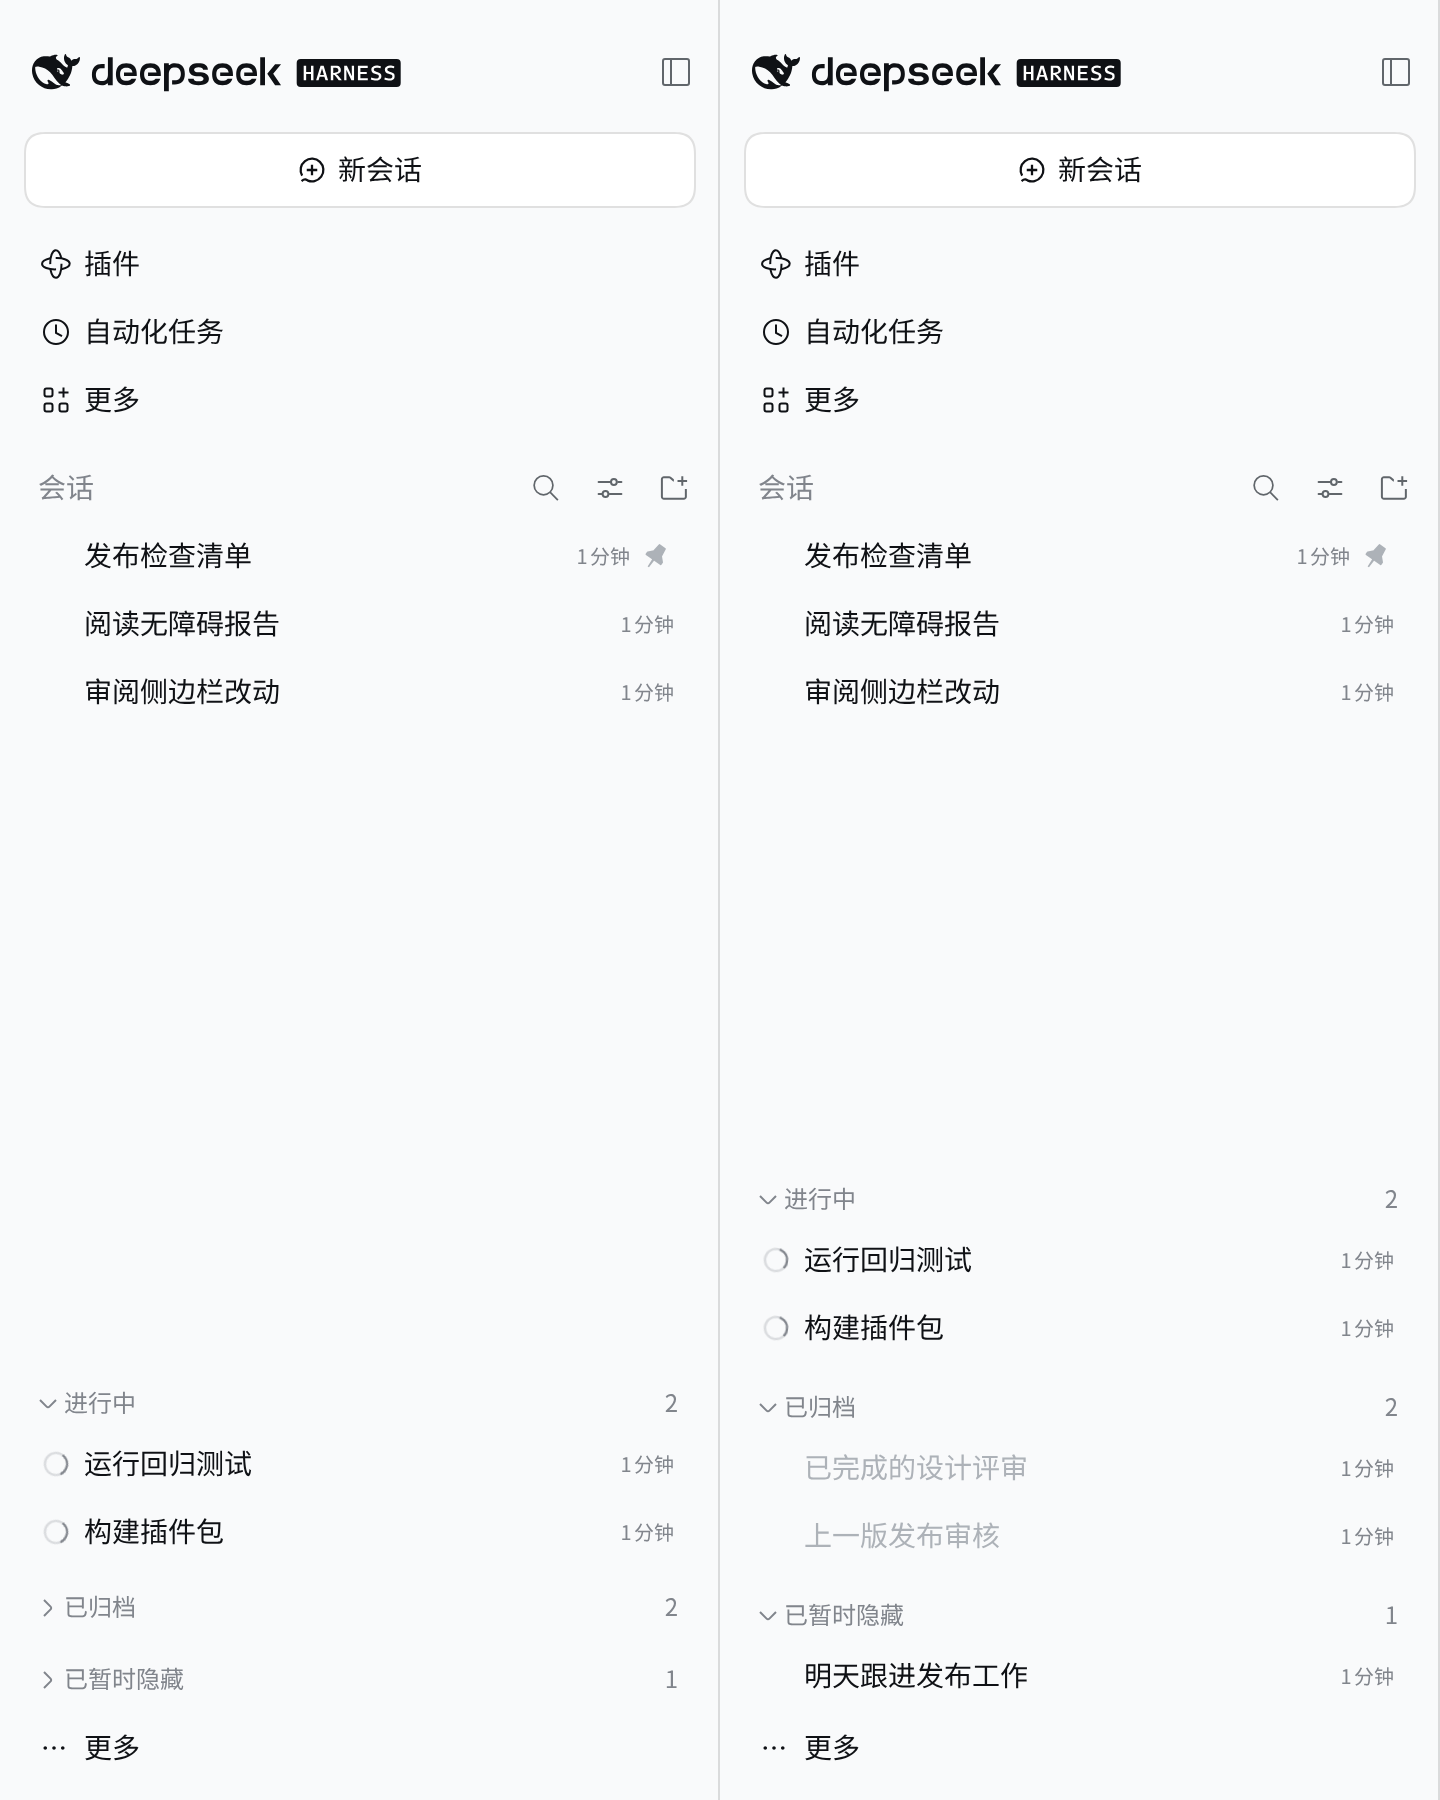 deepseek HARNESS
新会话
插件
自动化任务
更多
会话
发布检查清单 1分钟
阅读无障碍报告 1分钟
审阅侧边栏改动 1分钟
进行中 2
运行回归测试 1分钟
构建插件包 1分钟
已归档 2
已暂时隐藏 1
更多
deepseek HARNESS
新会话
插件
自动化任务
更多
会话
发布检查清单 1分钟
阅读无障碍报告 1分钟
审阅侧边栏改动 1分钟
进行中 2
运行回归测试 1分钟
构建插件包 1分钟
已归档 2
已完成的设计评审 1分钟
上一版发布审核 1分钟
已暂时隐藏 1
明天跟进发布工作 1分钟
更多